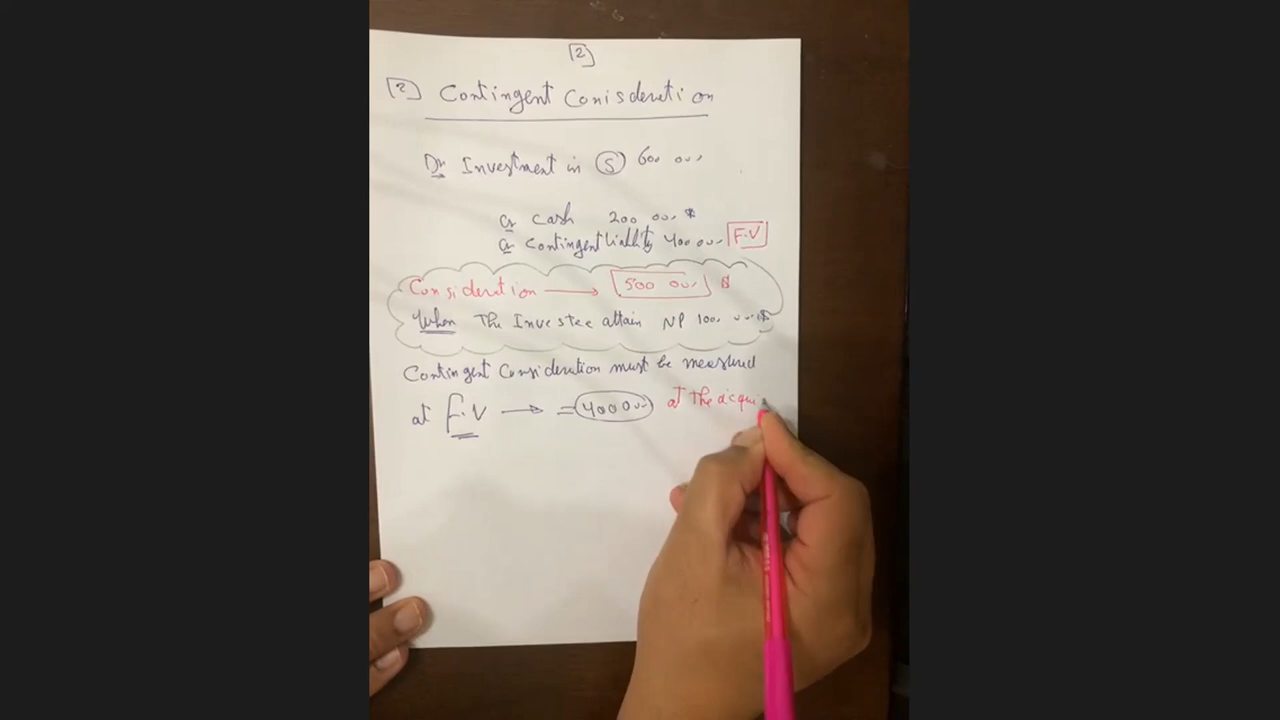 [2]
[2] Contingent Conisderation
Dr Investment in S 600 000
Cr Cash 200 000 $
Cr Contingent liability 400 000 F.V
Consideration → 500 000 $
When The Investee attain NP 100 000 $
Contingent Consideration must be measured
at F.V → = 400 000 at The acqui